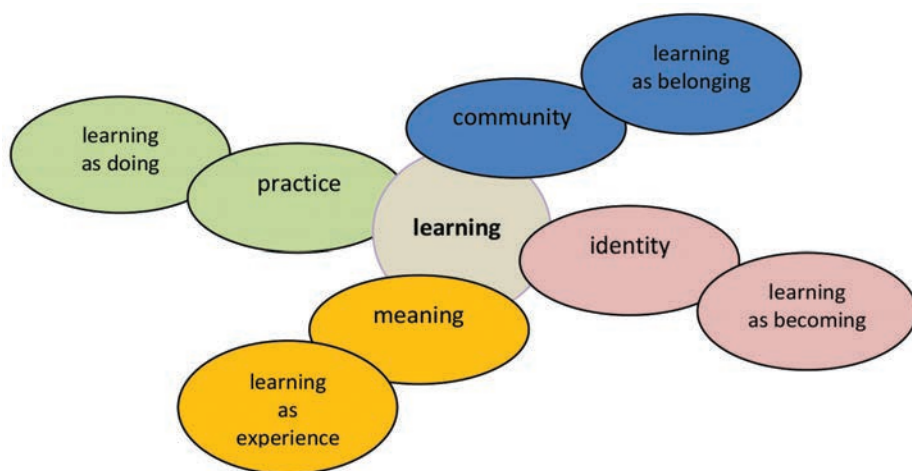 learning
as belonging
community
learning
as doing
practice
learning
identity
learning
as becoming
meaning
learning
as
experience